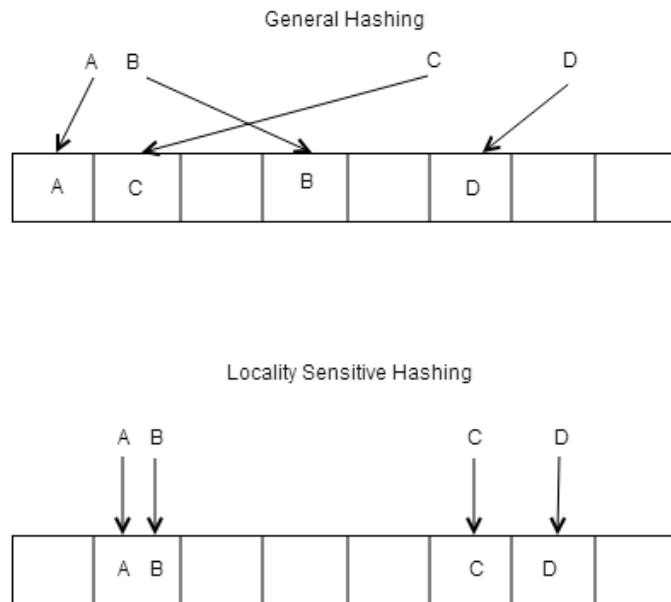 General Hashing
A B C D
A C B D
Locality Sensitive Hashing
A B C D
A B C D